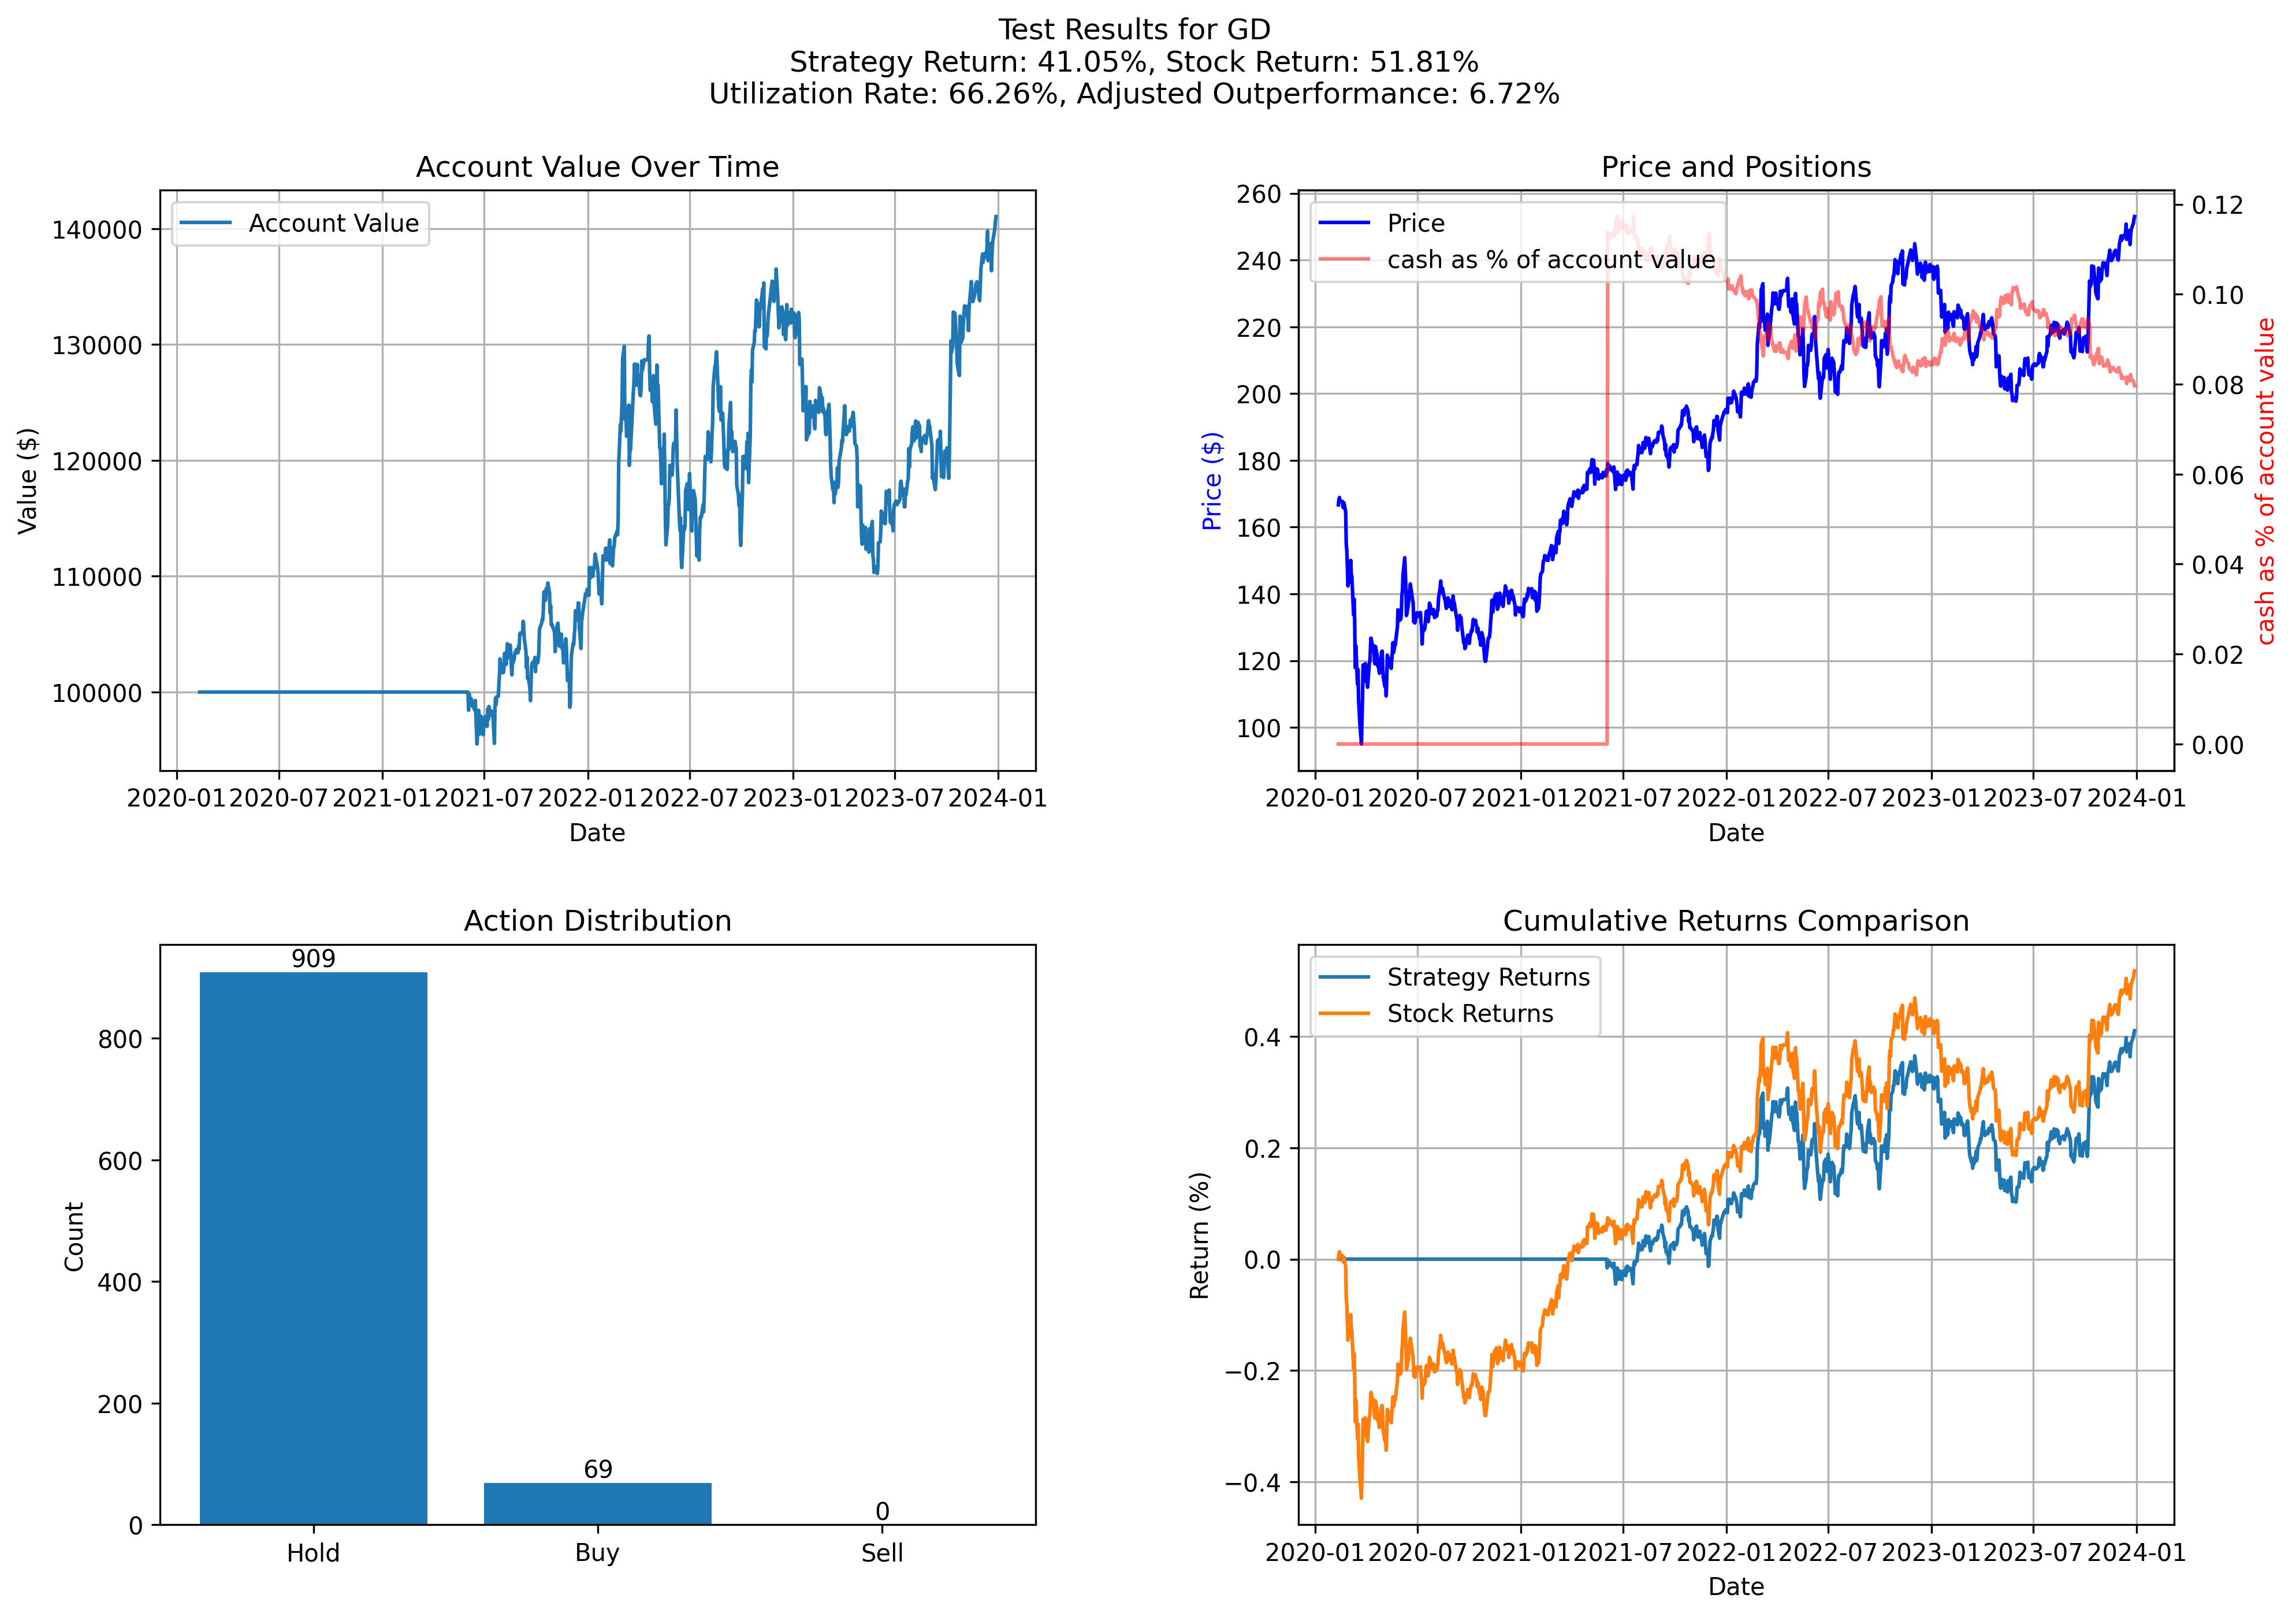 Test Results for GD
Strategy Return: 41.05%, Stock Return: 51.81%
Utilization Rate: 66.26%, Adjusted Outperformance: 6.72%
Account Value Over Time
Account Value
140000
130000
120000
110000
100000
Value ($)
2020-01 2020-07 2021-01 2021-07 2022-01 2022-07 2023-01 2023-07 2024-01
Date
Price and Positions
Price
cash as % of account value
260
240
220
200
180
160
140
120
100
Price ($)
0.12
0.10
0.08
0.06
0.04
0.02
0.00
cash as % of account value
2020-01 2020-07 2021-01 2021-07 2022-01 2022-07 2023-01 2023-07 2024-01
Date
Action Distribution
909
69
0
800
600
400
200
0
Count
Hold Buy Sell
Cumulative Returns Comparison
Strategy Returns
Stock Returns
0.4
0.2
0.0
−0.2
−0.4
Return (%)
2020-01 2020-07 2021-01 2021-07 2022-01 2022-07 2023-01 2023-07 2024-01
Date